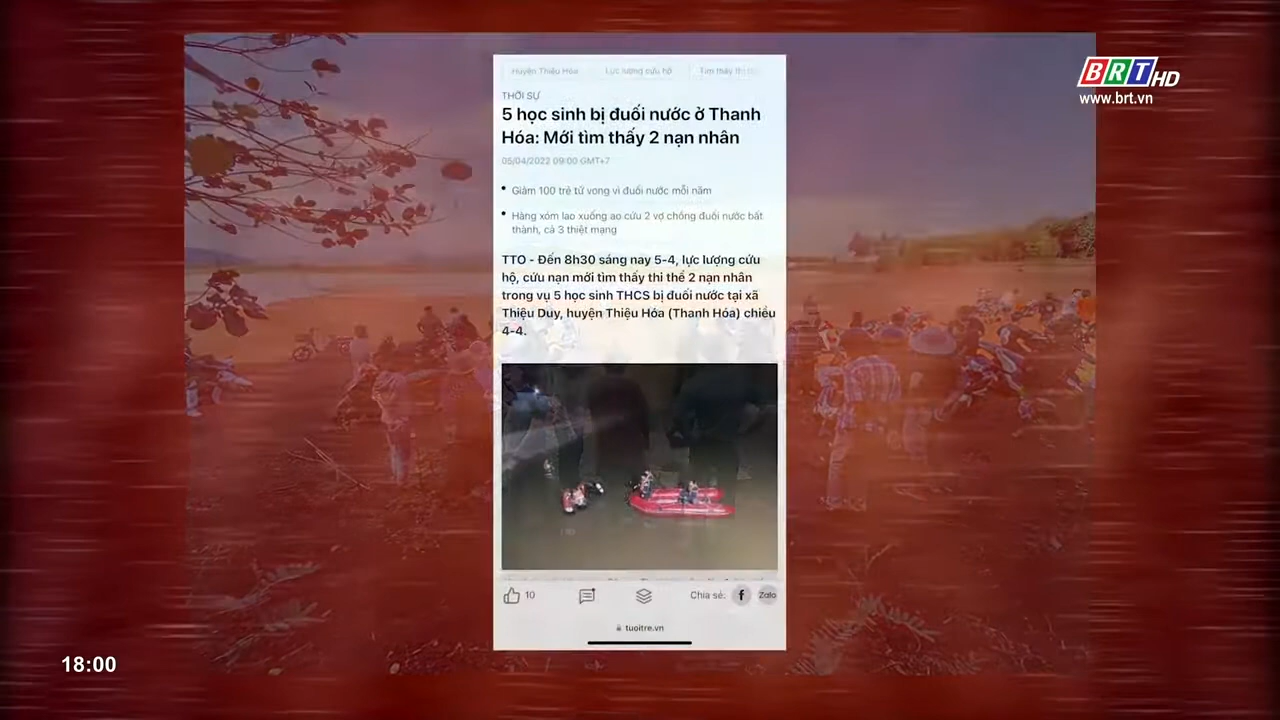 BRT HD
www.brt.vn
Huyện Thiệu Hóa Lực lượng cứu hộ Tìm thấy thi
THỜI SỰ
5 học sinh bị đuối nước ở Thanh
Hóa: Mới tìm thấy 2 nạn nhân
05/04/2022 09:00 GMT+7
Giảm 100 trẻ tử vong vì đuối nước mỗi năm
Hàng xóm lao xuống ao cứu 2 vợ chồng đuối nước bất
thành, cả 3 thiệt mạng
TTO - Đến 8h30 sáng nay 5-4, lực lượng cứu
hộ, cứu nạn mới tìm thấy thi thể 2 nạn nhân
trong vụ 5 học sinh THCS bị đuối nước tại xã
Thiệu Duy, huyện Thiệu Hóa (Thanh Hóa) chiều
4-4.
10 Chia sẻ: f Zalo
tuoitre.vn
18:00